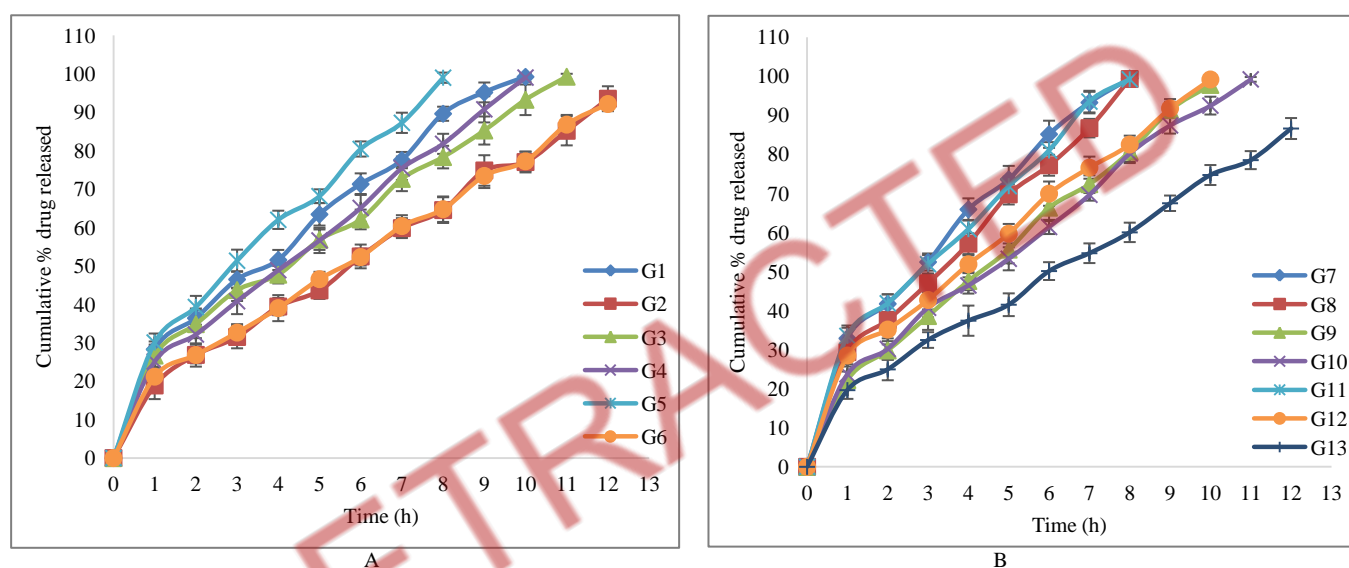 110
100
90
80
70
60
50
40
30
20
10
0
Cumulative % drug released
0 1 2 3 4 5 6 7 8 9 10 11 12 13
Time (h)
G1
G2
G3
G4
G5
G6
A
110
100
90
80
70
60
50
40
30
20
10
0
Cumulative % drug released
0 1 2 3 4 5 6 7 8 9 10 11 12 13
Time (h)
G7
G8
G9
G10
G11
G12
G13
B
ETRACTED